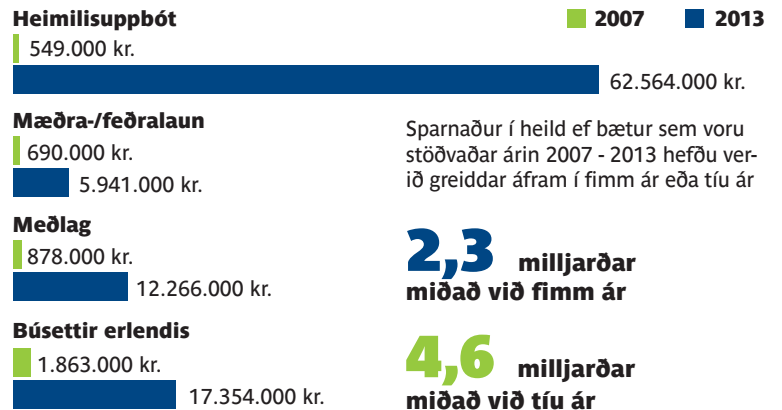 Heimilisuppbót
2007 2013
549.000 kr.
62.564.000 kr.
Mæðra-/feðralaun
690.000 kr.
5.941.000 kr.
Meðlag
878.000 kr.
12.266.000 kr.
Búsettir erlendis
1.863.000 kr.
17.354.000 kr.
Sparnaður í heild ef bætur sem voru
stöðvaðar árin 2007 - 2013 hefðu ver-
ið greiddar áfram í fimm ár eða tíu ár
2,3 milljarðar
miðað við fimm ár
4,6 milljarðar
miðað við tíu ár